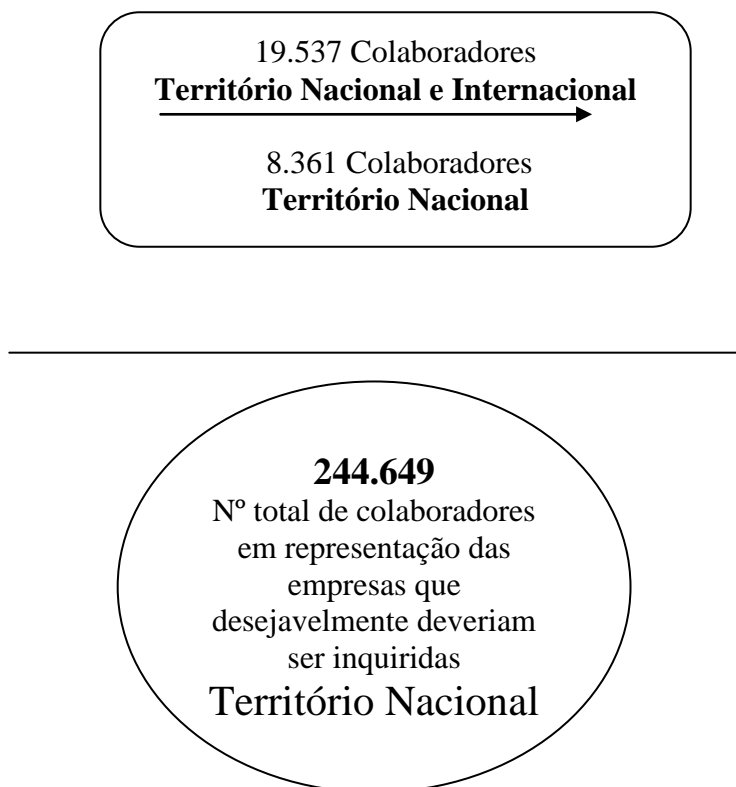 19.537 Colaboradores
Território Nacional e Internacional
8.361 Colaboradores
Território Nacional
244.649
Nº total de colaboradores
em representação das
empresas que
desejavelmente deveriam
ser inquiridas
Território Nacional